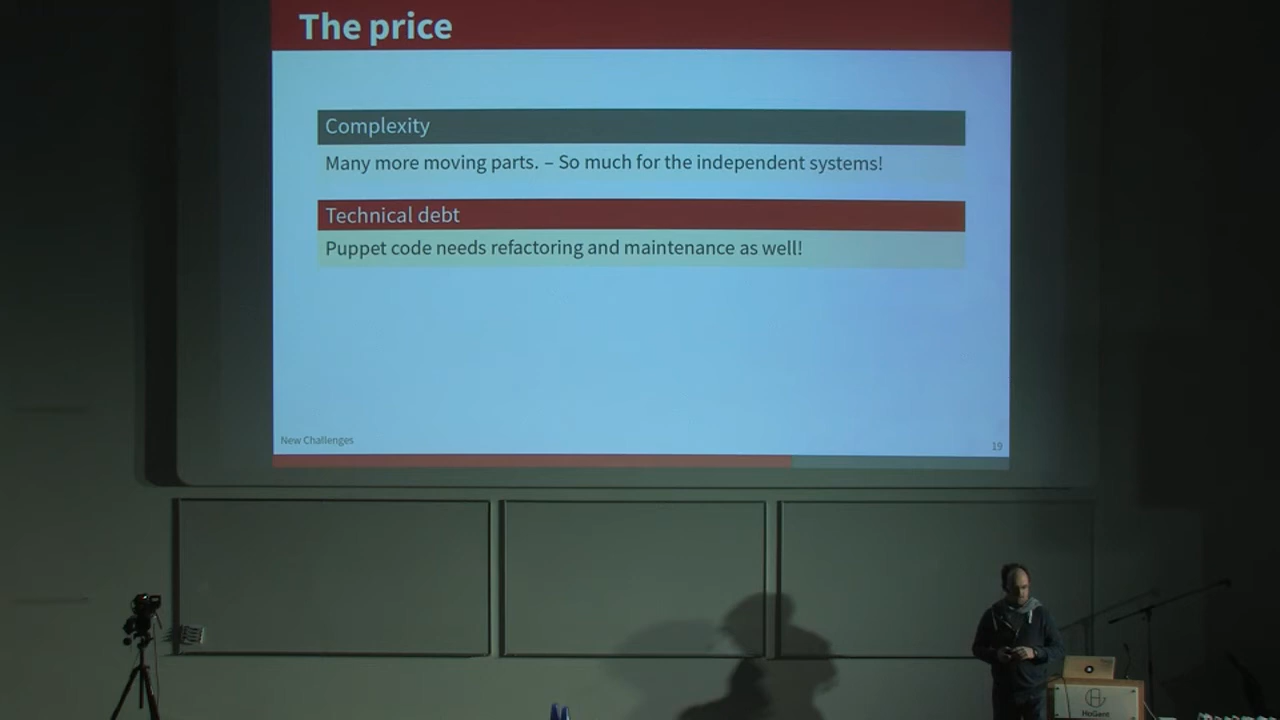 The price
Complexity
Many more moving parts. – So much for the independent systems!
Technical debt
Puppet code needs refactoring and maintenance as well!
New Challenges
19
HoGent